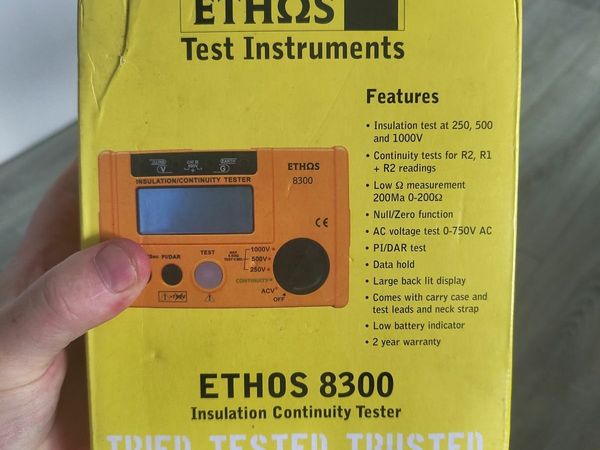 ETHΩS
Test Instruments
Features
• Insulation test at 250, 500
and 1000V
• Continuity tests for R2, R1
+ R2 readings
• Low Ω measurement
200Ma 0-200Ω
• Null/Zero function
• AC voltage test 0-750V AC
• PI/DAR test
• Data hold
• Large back lit display
• Comes with carry case and
test leads and neck strap
• Low battery indicator
• 2 year warranty
LINE
V
EARTH
G
ETHΩS
8300
INSULATION/CONTINUITY TESTER
CE
PI/DAR
TEST
1000V
500V
250V
CONTINUITY
ACV
OFF
ETHOS 8300
Insulation Continuity Tester
TRIED TESTED TRUSTED